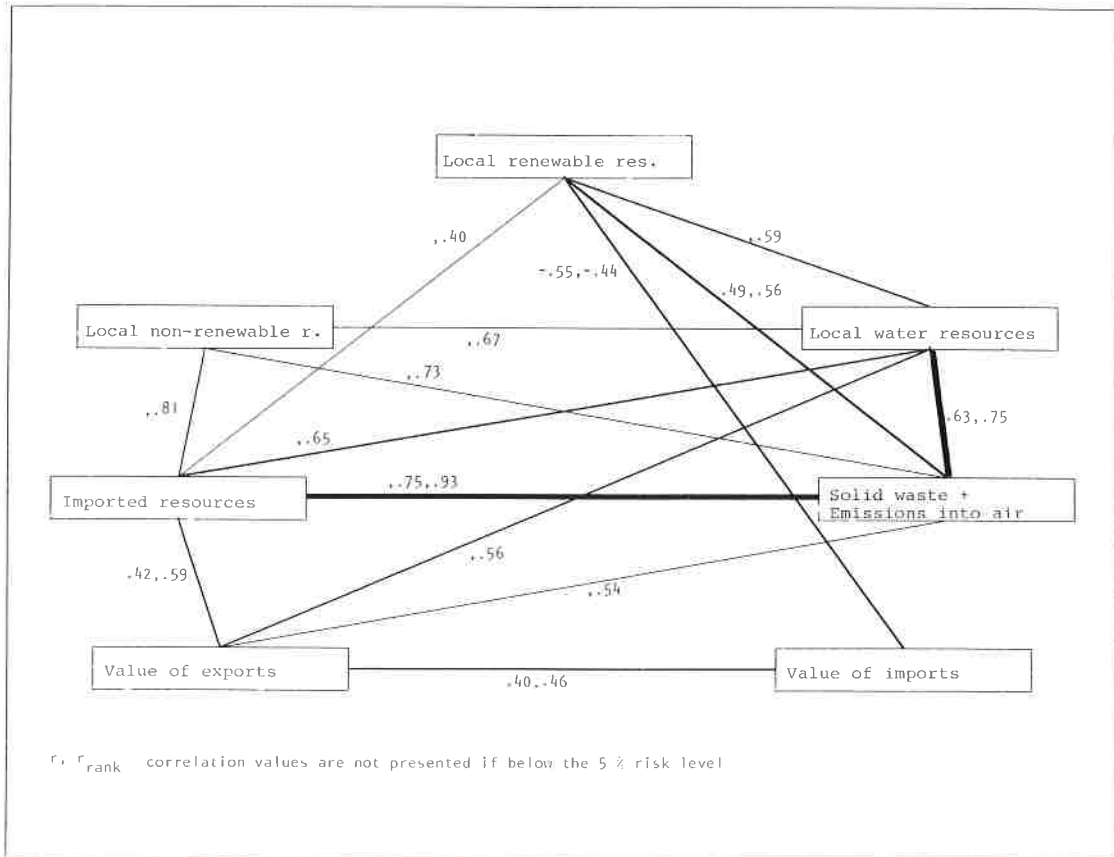 Local renewable res.
,.40
,.59
-.55,-.44
.49,.56
Local non-renewable r.
Local water resources
,.67
,.73
,.81
,.65
.63,.75
Imported resources
.75,.93
Solid waste +
Emissions into air
.42,.59
,.56
,.54
Value of exports
Value of imports
.40,.46
r, r rank correlation values are not presented if below the 5 % risk level